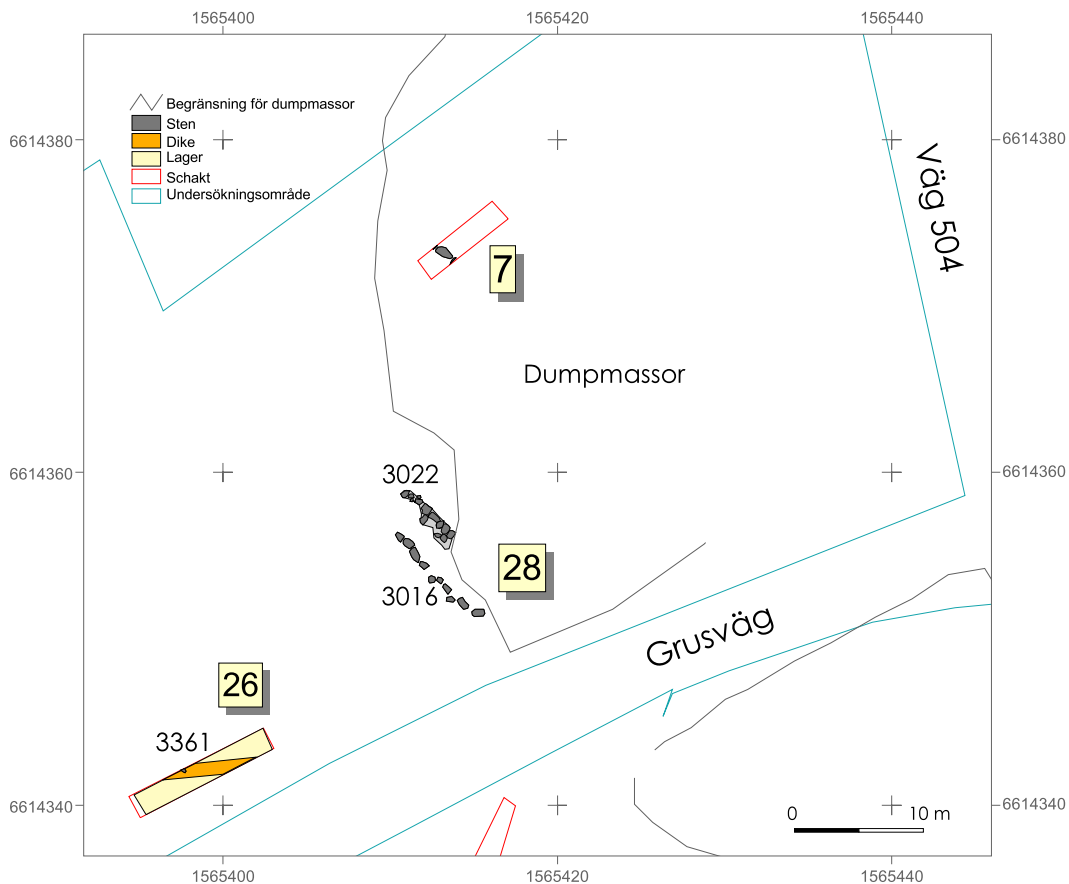 1565400 1565420 1565440
Begränsning för dumpmassor
Sten
Dike
Lager
Schakt
Undersökningsområde
6614380 6614380
Väg 504
7
Dumpmassor
6614360 6614360
3022
28
3016
Grusväg
26
3361
6614340 6614340
0 10 m
1565400 1565420 1565440